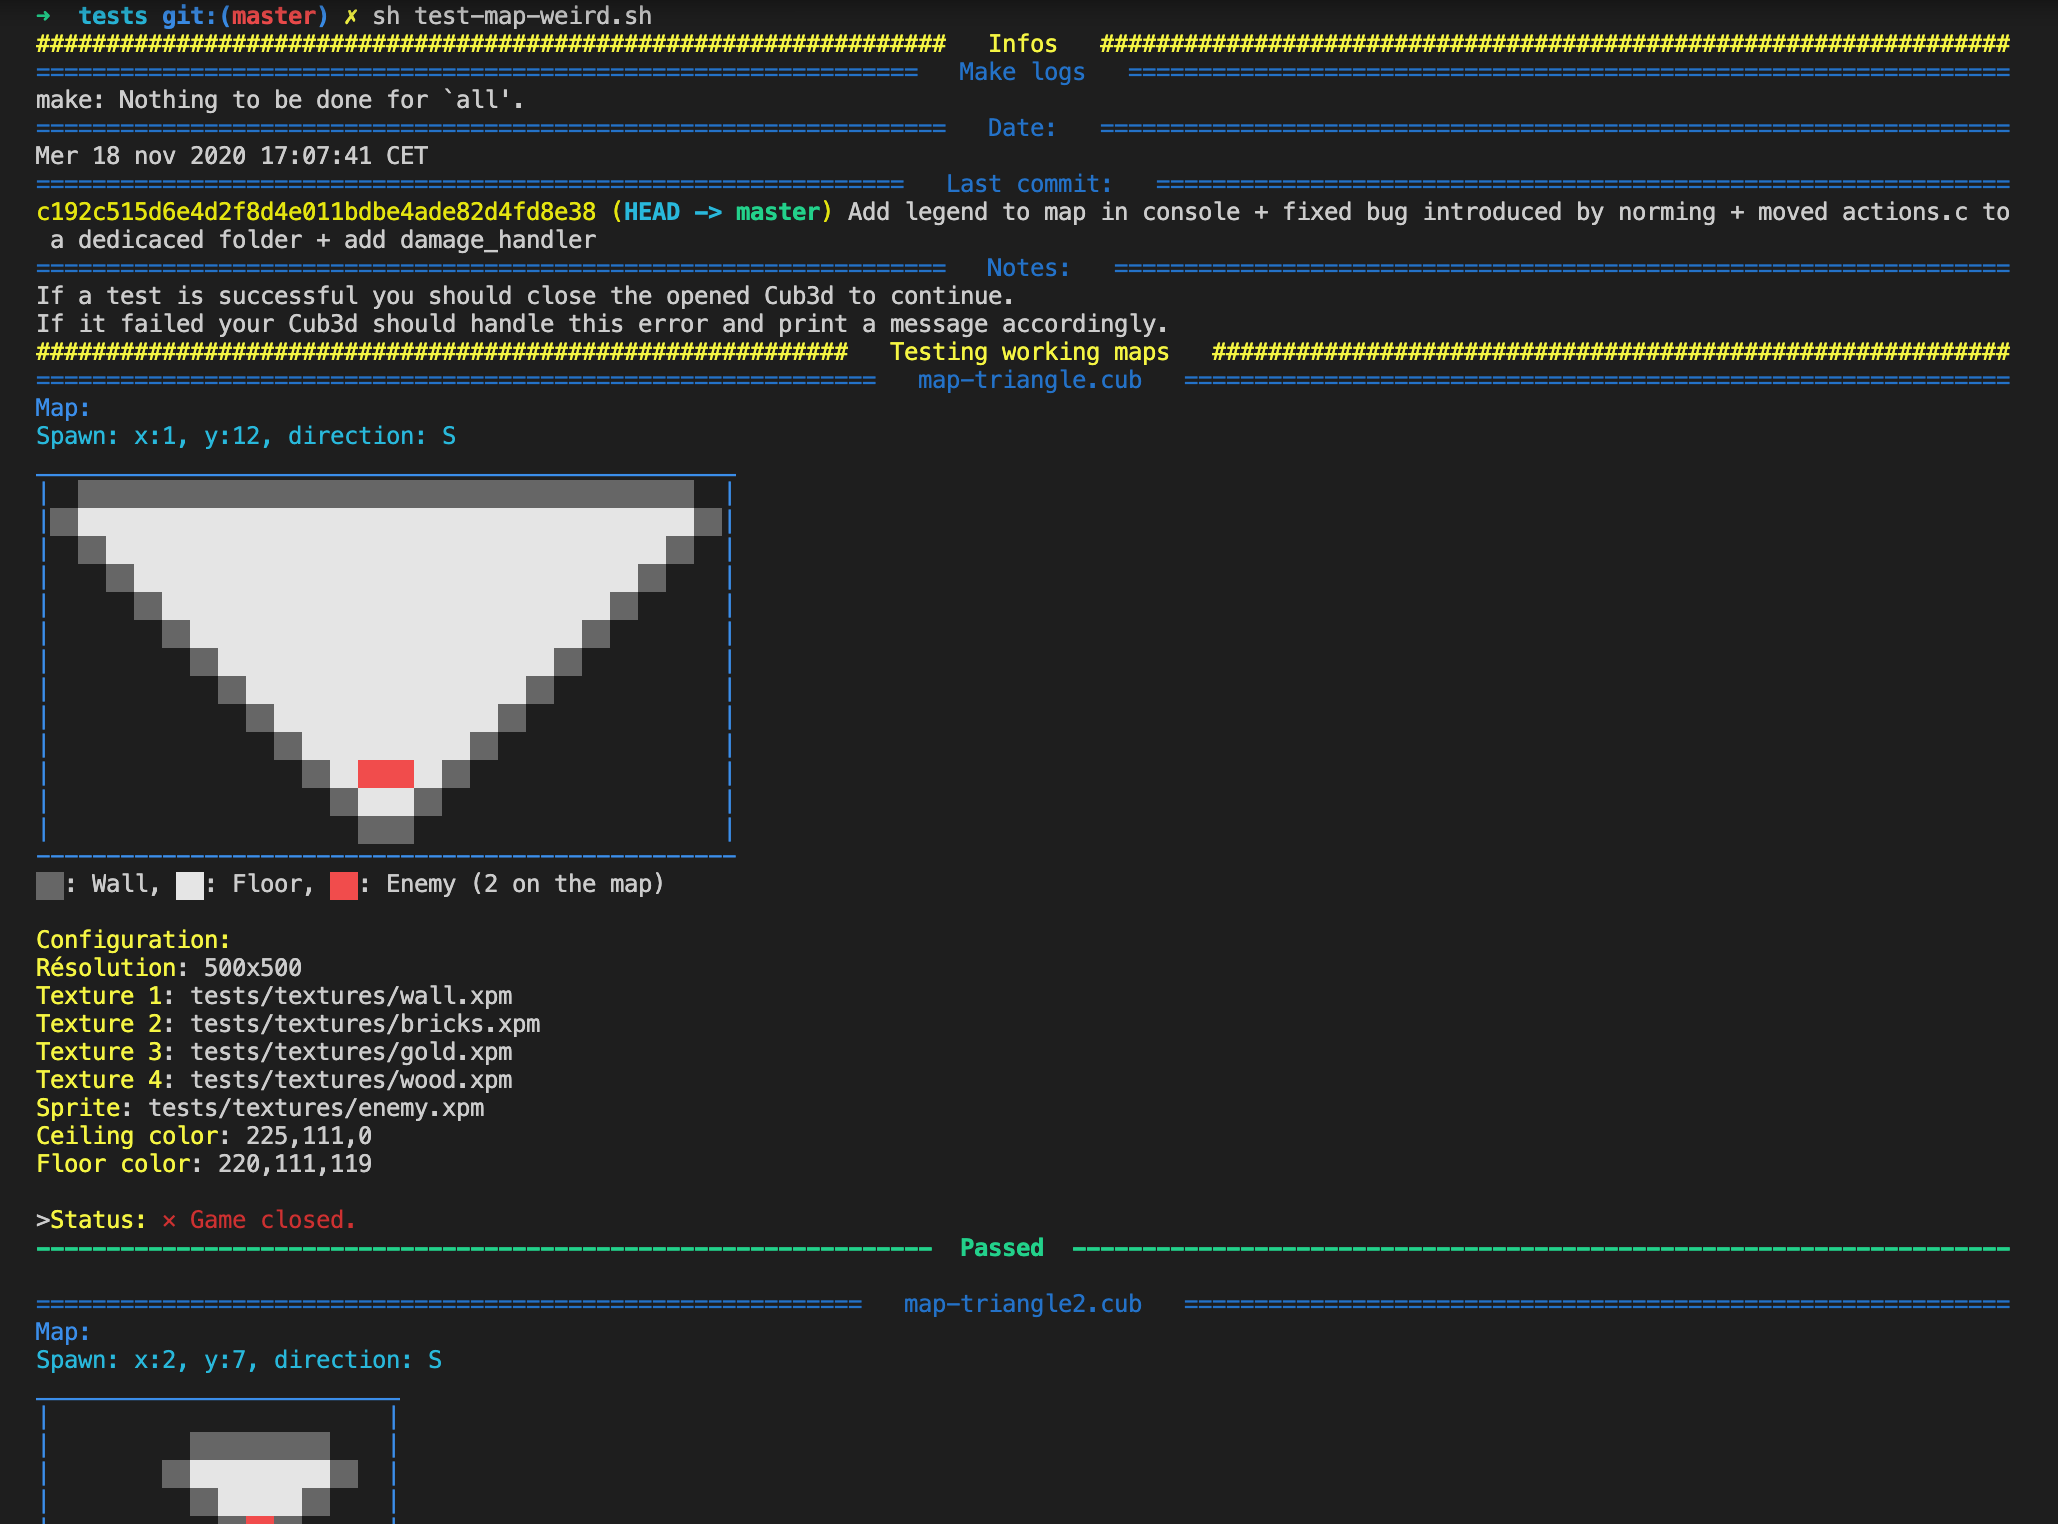 ➜  tests git:(master) ✗ sh test-map-weird.sh
################################################################# Infos #################################################################
=============================================================== Make logs ===============================================================
make: Nothing to be done for `all'.
================================================================= Date: =================================================================
Mer 18 nov 2020 17:07:41 CET
============================================================== Last commit: =============================================================
c192c515d6e4d2f8d4e011bdbe4ade82d4fd8e38 (HEAD -> master) Add legend to map in console + fixed bug introduced by norming + moved actions.c to
a dedicaced folder + add damage_handler
================================================================= Notes: ================================================================
If a test is successful you should close the opened Cub3d to continue.
If it failed your Cub3d should handle this error and print a message accordingly.
########################################################## Testing working maps #########################################################
============================================================ map-triangle.cub ===========================================================
Map:
Spawn: x:1, y:12, direction: S
: Wall, : Floor, : Enemy (2 on the map)
Configuration:
Résolution: 500x500
Texture 1: tests/textures/wall.xpm
Texture 2: tests/textures/bricks.xpm
Texture 3: tests/textures/gold.xpm
Texture 4: tests/textures/wood.xpm
Sprite: tests/textures/enemy.xpm
Ceiling color: 225,111,0
Floor color: 220,111,119
>Status: × Game closed.
---------------------------------------------------------------- Passed -------------------------------------------------------------------
=========================================================== map-triangle2.cub ===========================================================
Map:
Spawn: x:2, y:7, direction: S